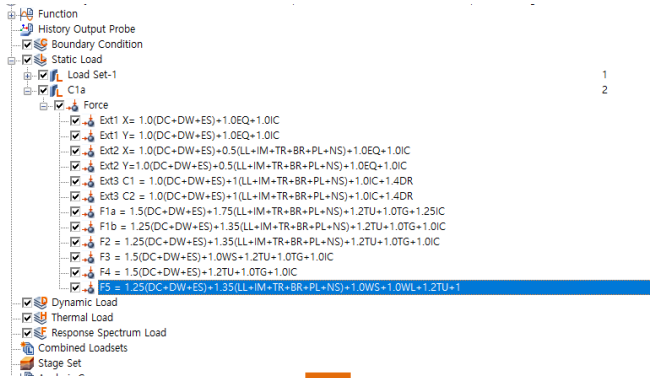 Function
History Output Probe
Boundary Condition
Static Load
Load Set-1 1
C1a 2
Force
Ext1 X= 1.0(DC+DW+ES)+1.0EQ+1.0IC
Ext1 Y= 1.0(DC+DW+ES)+1.0EQ+1.0IC
Ext2 X= 1.0(DC+DW+ES)+0.5(LL+IM+TR+BR+PL+NS)+1.0EQ+1.0IC
Ext2 Y=1.0(DC+DW+ES)+0.5(LL+IM+TR+BR+PL+NS)+1.0EQ+1.0IC
Ext3 C1 = 1.0(DC+DW+ES)+1(LL+IM+TR+BR+PL+NS)+1.0IC+1.4DR
Ext3 C2 = 1.0(DC+DW+ES)+1(LL+IM+TR+BR+PL+NS)+1.0IC+1.4DR
F1a = 1.5(DC+DW+ES)+1.75(LL+IM+TR+BR+PL+NS)+1.2TU+1.0TG+1.25IC
F1b = 1.25(DC+DW+ES)+1.35(LL+IM+TR+BR+PL+NS)+1.2TU+1.0TG+1.0IC
F2 = 1.25(DC+DW+ES)+1.35(LL+IM+TR+BR+PL+NS)+1.2TU+1.0TG+1.0IC
F3 = 1.5(DC+DW+ES)+1.0WS+1.2TU+1.0TG+1.0IC
F4 = 1.5(DC+DW+ES)+1.2TU+1.0TG+1.0IC
F5 = 1.25(DC+DW+ES)+1.35(LL+IM+TR+BR+PL+NS)+1.0WS+1.0WL+1.2TU+1
Dynamic Load
Thermal Load
Response Spectrum Load
Combined Loadsets
Stage Set